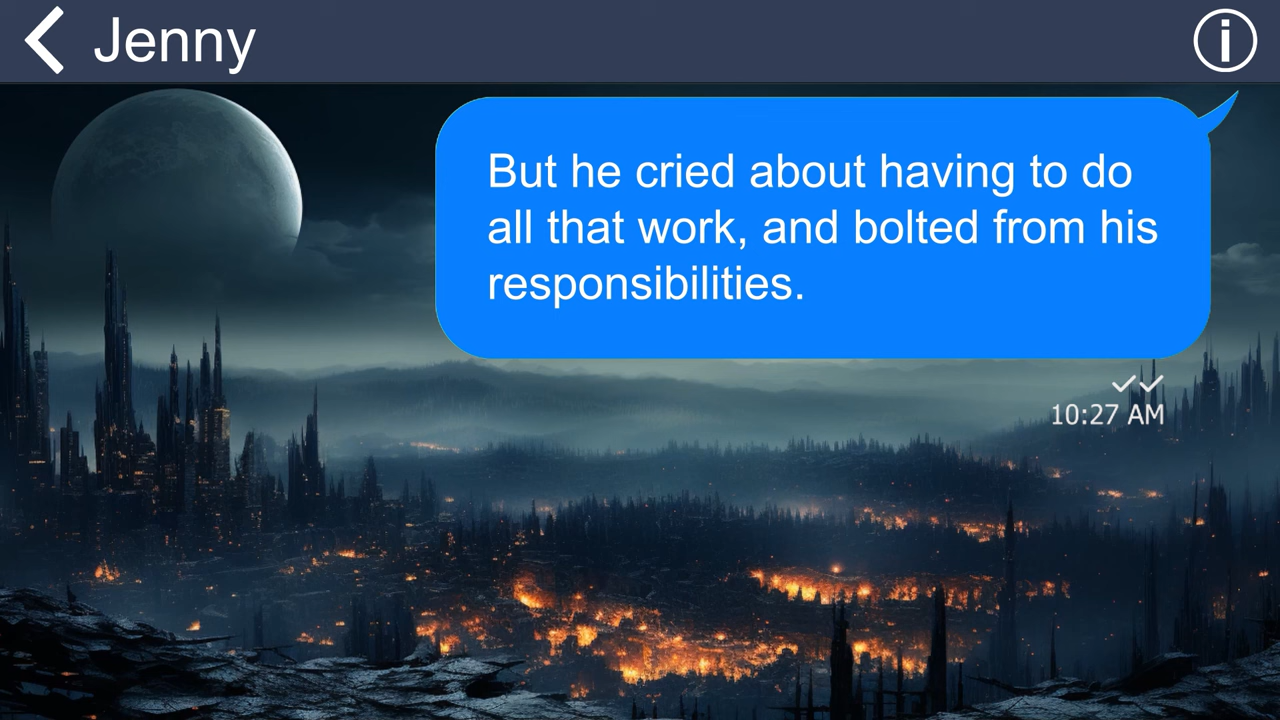 Jenny
But he cried about having to do
all that work, and bolted from his
responsibilities.
10:27 AM